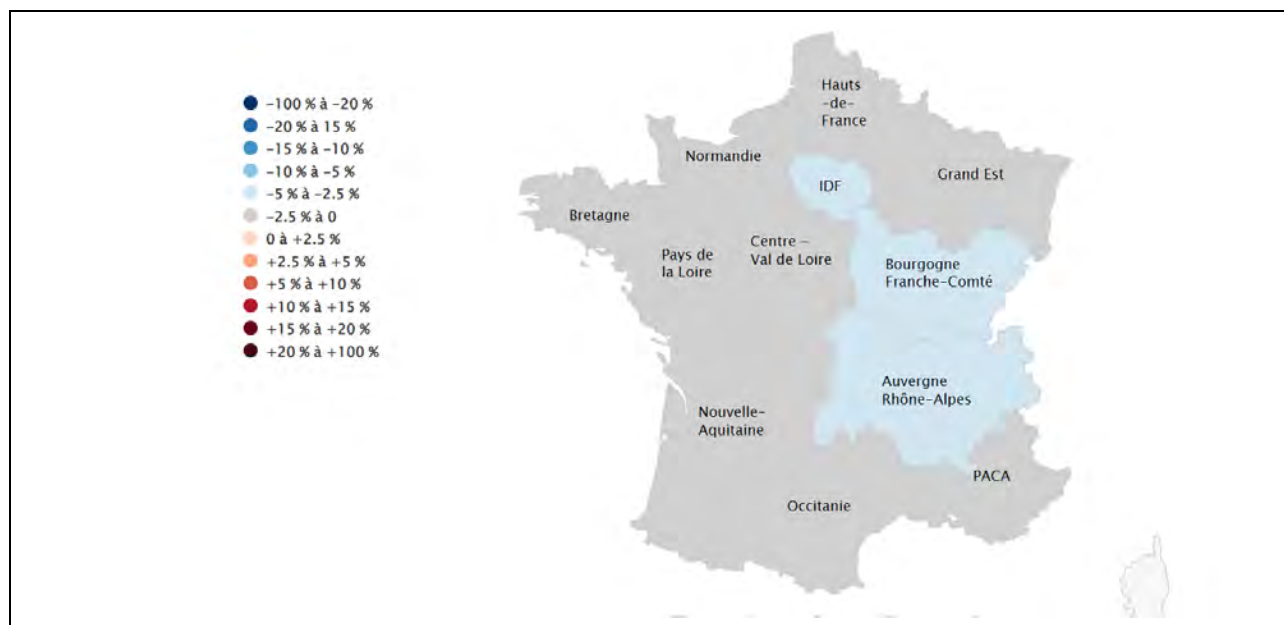 -100 % à -20 %
-20 % à 15 %
-15 % à -10 %
-10 % à -5 %
-5 % à -2.5 %
-2.5 % à 0
0 à +2.5 %
+2.5 % à +5 %
+5 % à +10 %
+10 % à +15 %
+15 % à +20 %
+20 % à +100 %
Hauts
-de-
France
Normandie
IDF
Grand Est
Bretagne
Pays de
la Loire
Centre –
Val de Loire
Bourgogne
Franche-Comté
Auvergne
Rhône-Alpes
Nouvelle-
Aquitaine
PACA
Occitanie